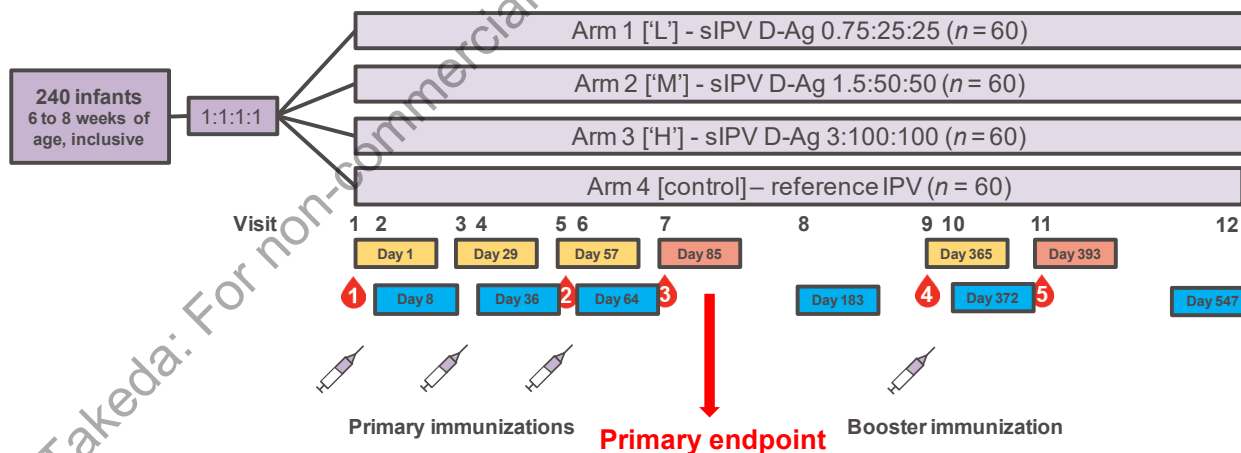 Arm 1 ['L'] - sIPV D-Ag 0.75:25:25 (n = 60)
240 infants
6 to 8 weeks of
age, inclusive
1:1:1:1
Arm 2 ['M'] - sIPV D-Ag 1.5:50:50 (n = 60)
Arm 3 ['H'] - sIPV D-Ag 3:100:100 (n = 60)
Arm 4 [control] – reference IPV (n = 60)
Visit 1 2 3 4 5 6 7 8 9 10 11 12
Day 1 Day 29 Day 57 Day 85 Day 365 Day 393
1 2 3 4 5
Day 8 Day 36 Day 64 Day 183 Day 372 Day 547
Primary immunizations
Primary endpoint
Booster immunization
Takeda: For non-commercial